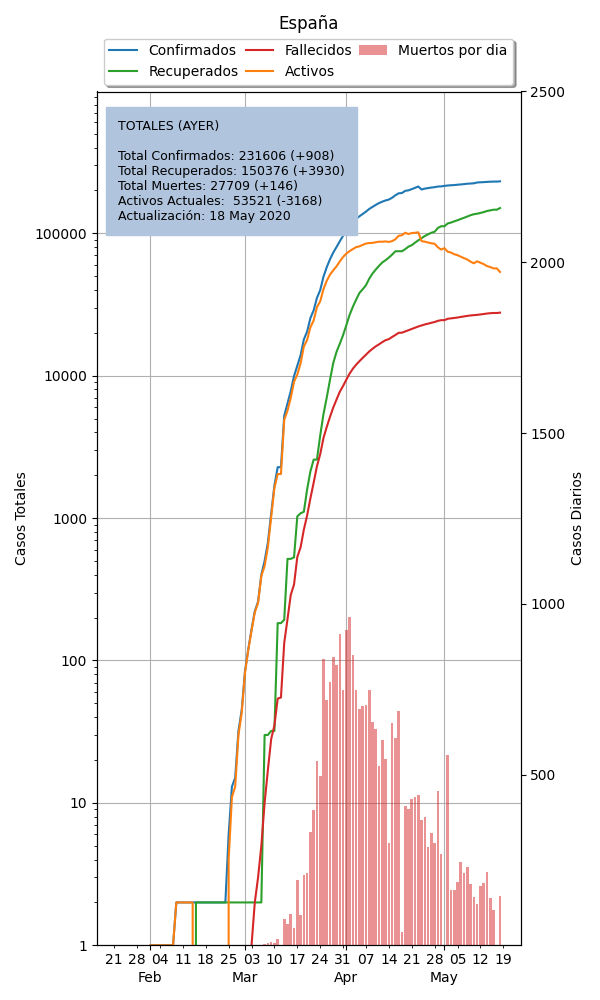 España
Confirmados Fallecidos Muertos por dia
Recuperados Activos
TOTALES (AYER)
Total Confirmados: 231606 (+908)
Total Recuperados: 150376 (+3930)
Total Muertes: 27709 (+146)
Activos Actuales:  53521 (-3168)
Actualización: 18 May 2020
Casos Totales
100000
10000
1000
100
10
1
2500
2000
1500
1000
500
Casos Diarios
21 28 04 11 18 25 03 10 17 24 31 07 14 21 28 05 12 19
Feb Mar Apr May